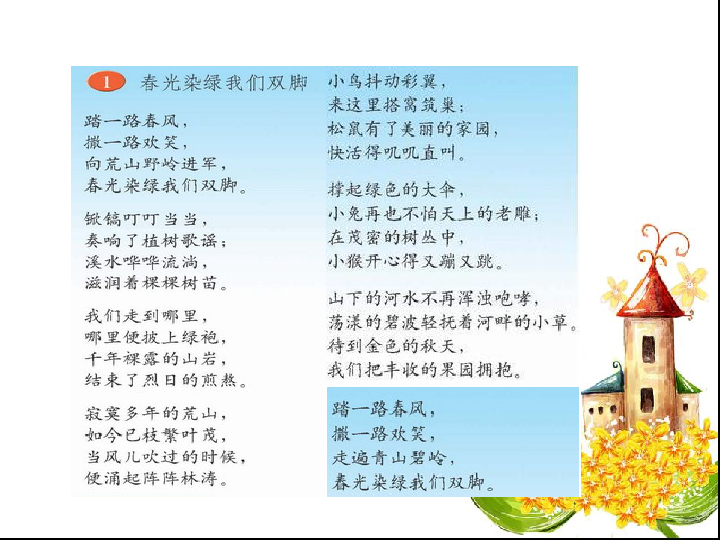 1 春光染绿我们双脚
踏一路春风，
撒一路欢笑，
向荒山野岭进军，
春光染绿我们双脚。
锹镐叮叮当当，
奏响了植树歌谣；
溪水哗哗流淌，
滋润着棵棵树苗。
我们走到哪里，
哪里便披上绿袍，
千年裸露的山岩，
结束了烈日的煎熬。
寂寞多年的荒山，
如今已枝繁叶茂，
当风儿吹过的时候，
便涌起阵阵林涛。
小鸟抖动彩翼，
来这里搭窝筑巢；
松鼠有了美丽的家园，
快活得吱吱直叫。
撑起绿色的大伞，
小兔再也不怕天上的老雕；
在茂密的树丛中，
小猴开心得又蹦又跳。
山下的河水不再浑浊咆哮，
荡漾的碧波轻抚着河畔的小草。
待到金色的秋天，
我们把丰收的果园拥抱。
踏一路春风，
撒一路欢笑，
走遍青山碧岭，
春光染绿我们双脚。